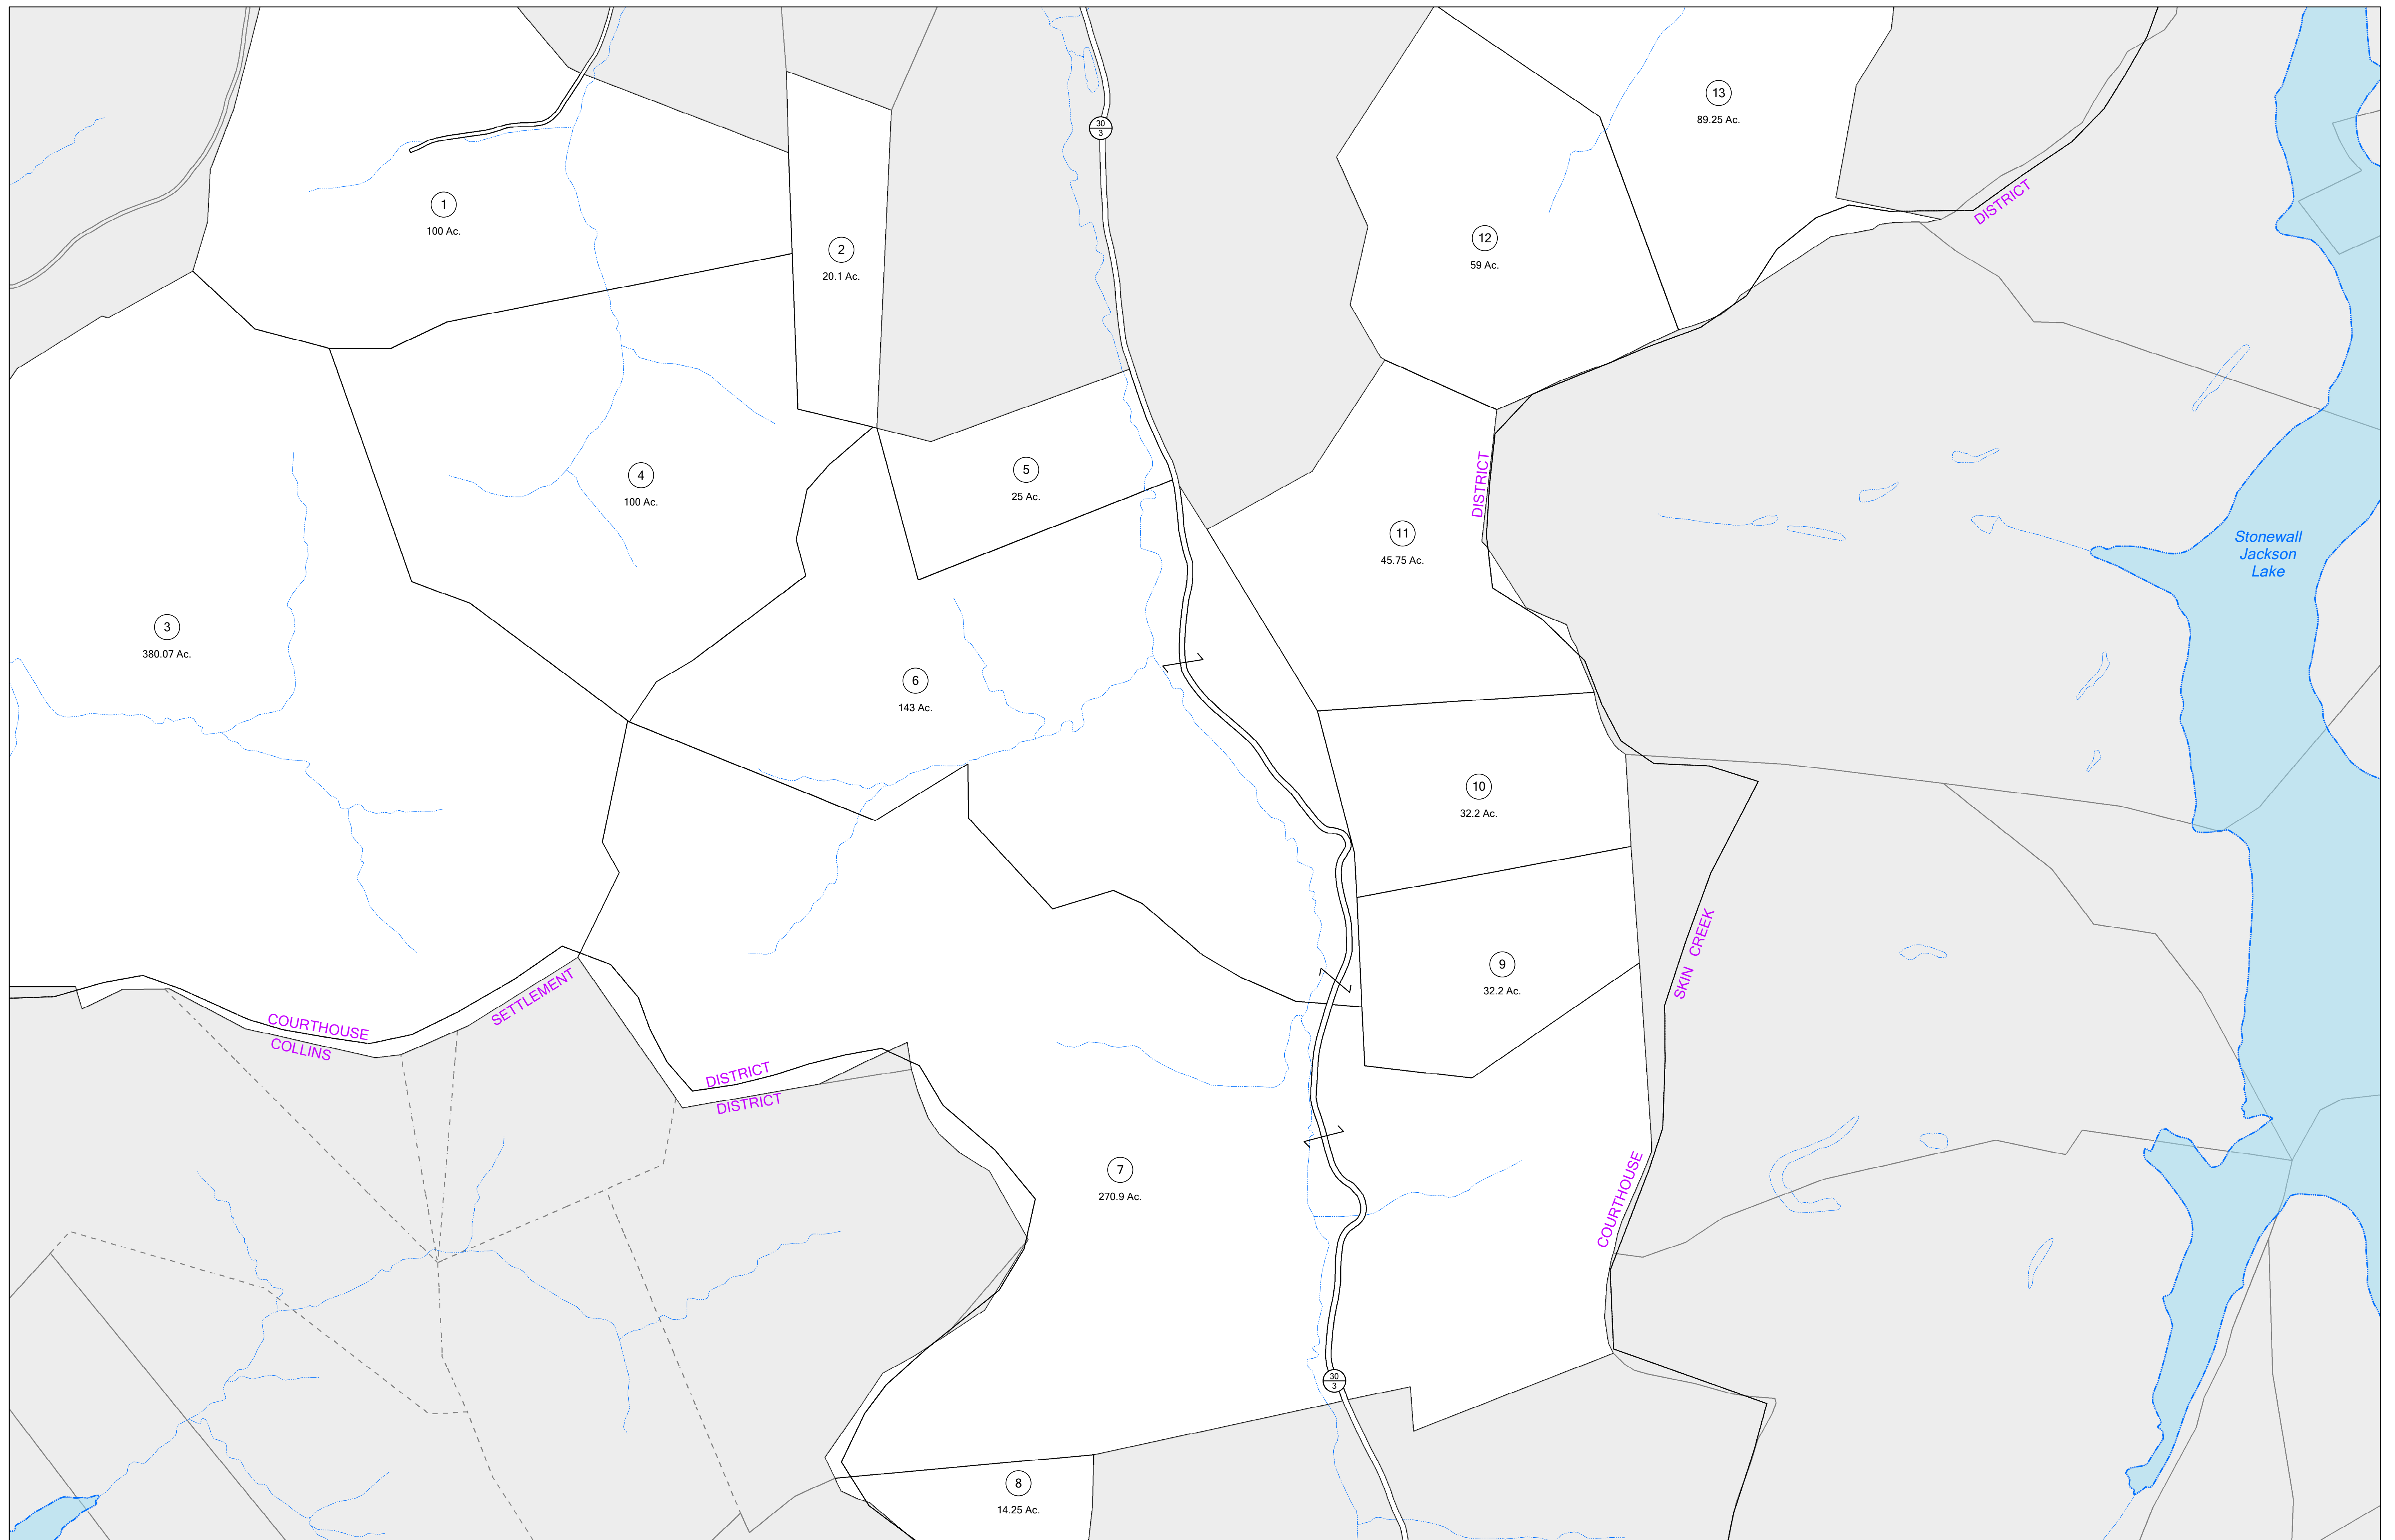 13
89.25 Ac.
30
3
DISTRICT
1
100 Ac.
2
20.1 Ac.
12
59 Ac.
4
100 Ac.
5
25 Ac.
DISTRICT
11
45.75 Ac.
Stonewall
Jackson
Lake
3
380.07 Ac.
6
143 Ac.
10
32.2 Ac.
9
32.2 Ac.
SKIN CREEK
SETTLEMENT
COURTHOUSE
COLLINS
DISTRICT
DISTRICT
7
270.9 Ac.
COURTHOUSE
30
3
8
14.25 Ac.